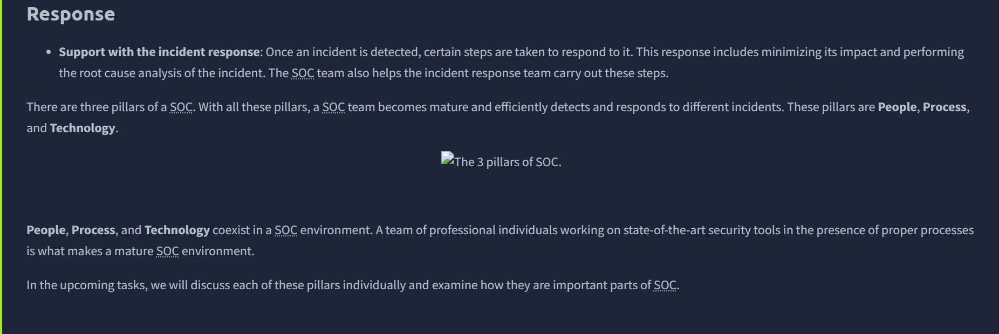 Response
• Support with the incident response: Once an incident is detected, certain steps are taken to respond to it. This response includes minimizing its impact and performing
the root cause analysis of the incident. The SOC team also helps the incident response team carry out these steps.
There are three pillars of a SOC. With all these pillars, a SOC team becomes mature and efficiently detects and responds to different incidents. These pillars are People, Process,
and Technology.
The 3 pillars of SOC.
People, Process, and Technology coexist in a SOC environment. A team of professional individuals working on state-of-the-art security tools in the presence of proper processes
is what makes a mature SOC environment.
In the upcoming tasks, we will discuss each of these pillars individually and examine how they are important parts of SOC.